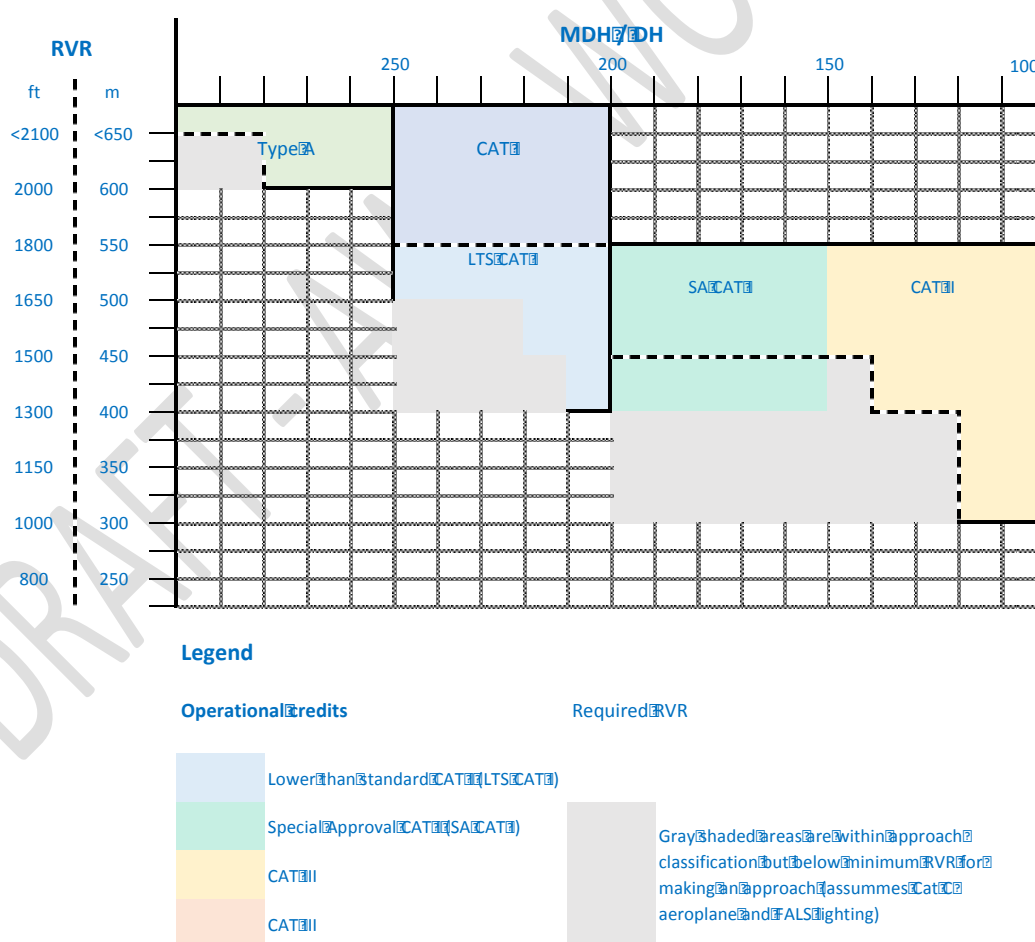 MDH / DH
RVR
250 200 150 100
ft m
<2100 <650
Type A CAT I
2000 600
1800 550
LTS CAT I
SA CAT I CAT II
1650 500
1500 450
1300 400
1150 350
1000 300
800 250
DRAFT - AW
Legend
Operational credits Required RVR
Lower than standard CAT I (LTS CAT I)
Special Approval CAT I (SA CAT I)
Gray shaded areas are within approach
classification but below minimum RVR for
CAT II
making an approach (assummes Cat C
aeroplane and FALS lighting)